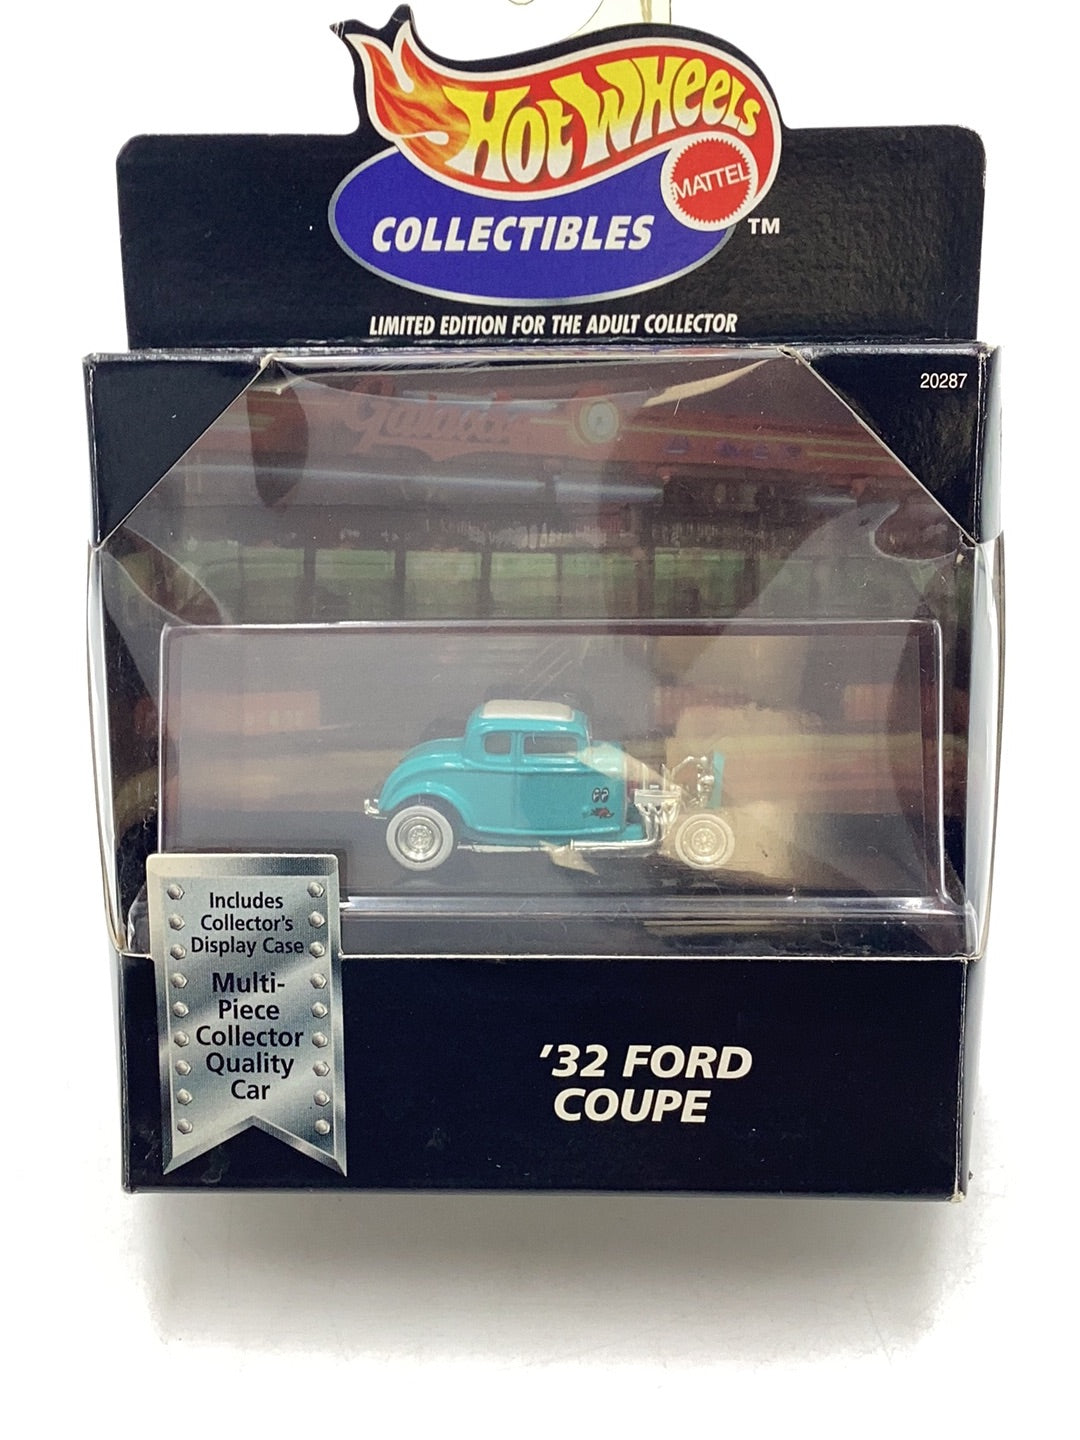 HOT WHEELS
MATTEL
COLLECTIBLES
TM
LIMITED EDITION FOR THE ADULT COLLECTOR
20287
Includes
Collector's
Display Case
Multi-
Piece
Collector
Quality
Car
'32 FORD
COUPE